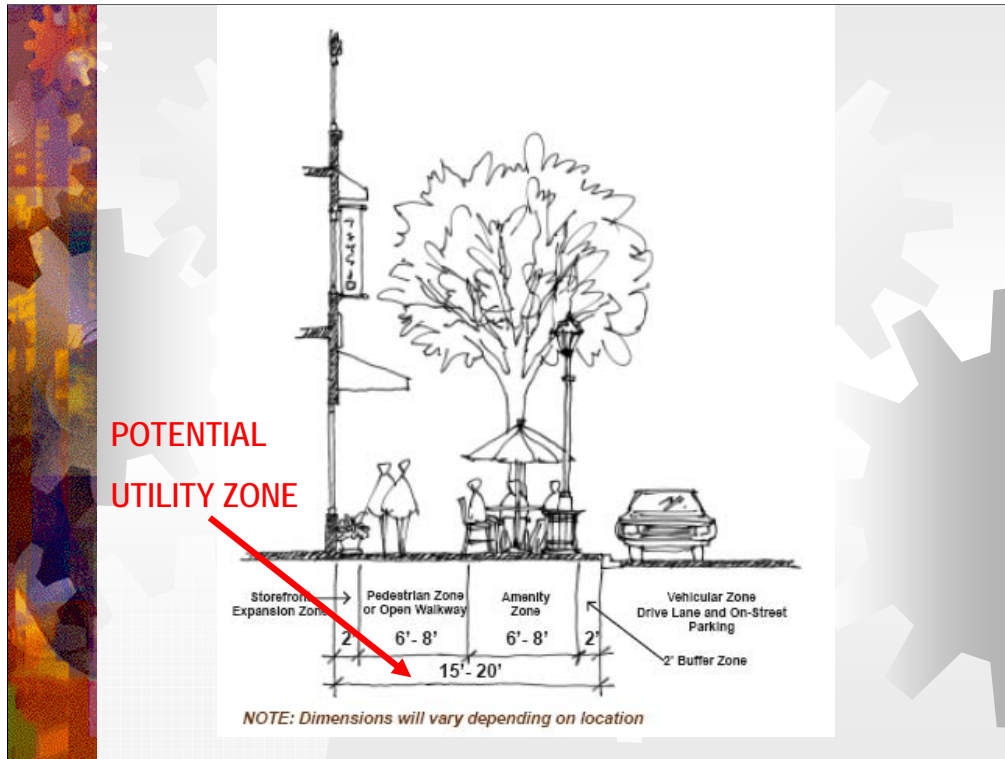 POTENTIAL
UTILITY ZONE
Storefront
Expansion Zone
Pedestrian Zone
or Open Walkway
Amenity
Zone
Vehicular Zone
Drive Lane and On-Street
Parking
2' 6'- 8' 6'- 8' 2'
2' Buffer Zone
15'- 20'
NOTE: Dimensions will vary depending on location